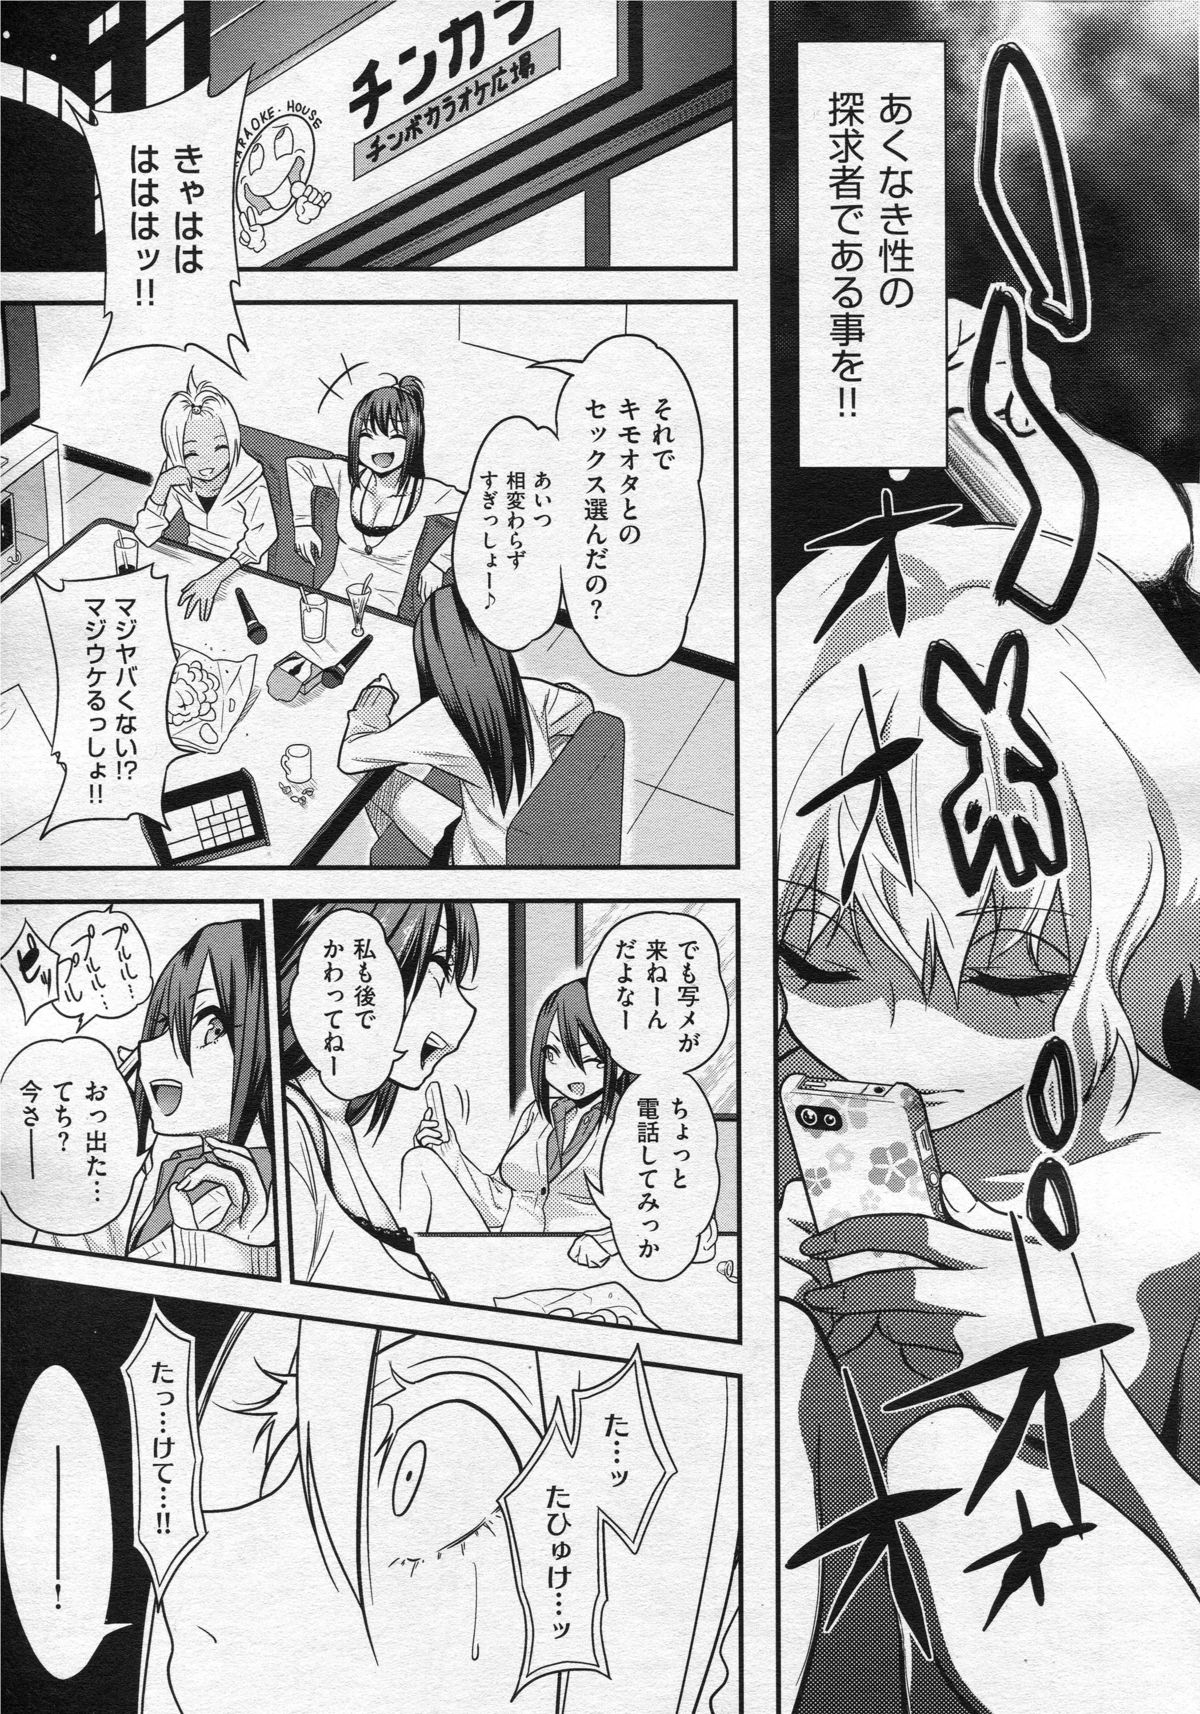 あくなき性の
探求者である事を!!
オ
オ
オ
オ
オ
チンカラ
チンボカラオケ広場
KARAOKE・HOUSE
きゃはは
はははッ!!
それで
キモオタとの
セックス選んだの?
あいつ
相変わらず
すぎっしょー♪
マジヤバくない!?
マジウケるっしょ!!
でも写メが
来ねーん
だよなー
ちょっと
電話してみっか
私も後で
かわってねー
プルル…
プルル…
プル
ピッ
おっ出た…
てち?
今さ――
た…ッ
たひゅけ…ッ
たっ…けて…!!
――!